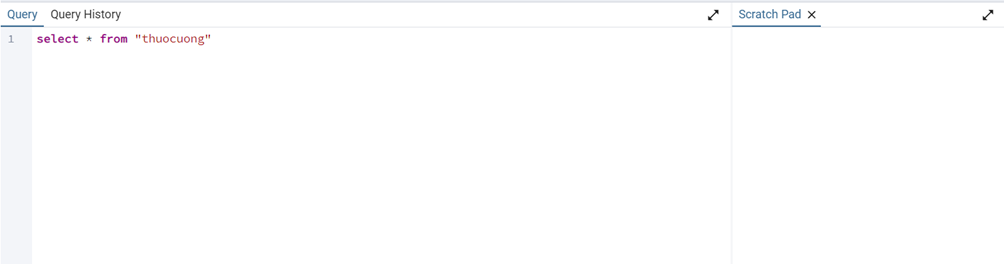 Query Query History Scratch Pad
1 select * from "thuocuong"